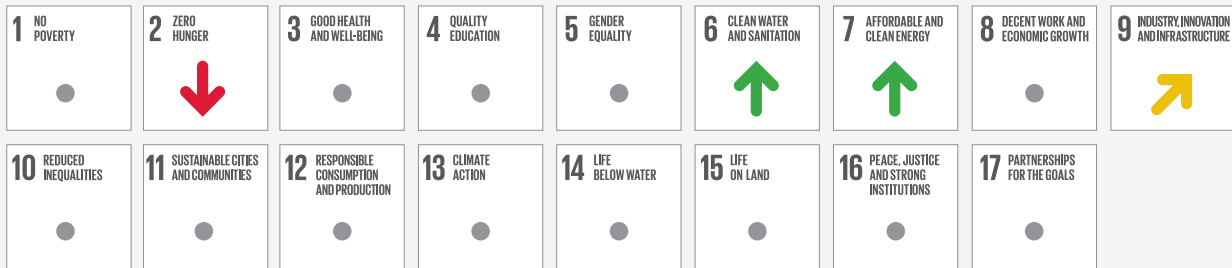 1 NO
POVERTY
2 ZERO
HUNGER
3 GOOD HEALTH
AND WELL-BEING
4 QUALITY
EDUCATION
5 GENDER
EQUALITY
6 CLEAN WATER
AND SANITATION
7 AFFORDABLE AND
CLEAN ENERGY
8 DECENT WORK AND
ECONOMIC GROWTH
9 INDUSTRY, INNOVATION
AND INFRASTRUCTURE
10 REDUCED
INEQUALITIES
11 SUSTAINABLE CITIES
AND COMMUNITIES
12 RESPONSIBLE
CONSUMPTION
AND PRODUCTION
13 CLIMATE
ACTION
14 LIFE
BELOW WATER
15 LIFE
ON LAND
16 PEACE, JUSTICE
AND STRONG
INSTITUTIONS
17 PARTNERSHIPS
FOR THE GOALS